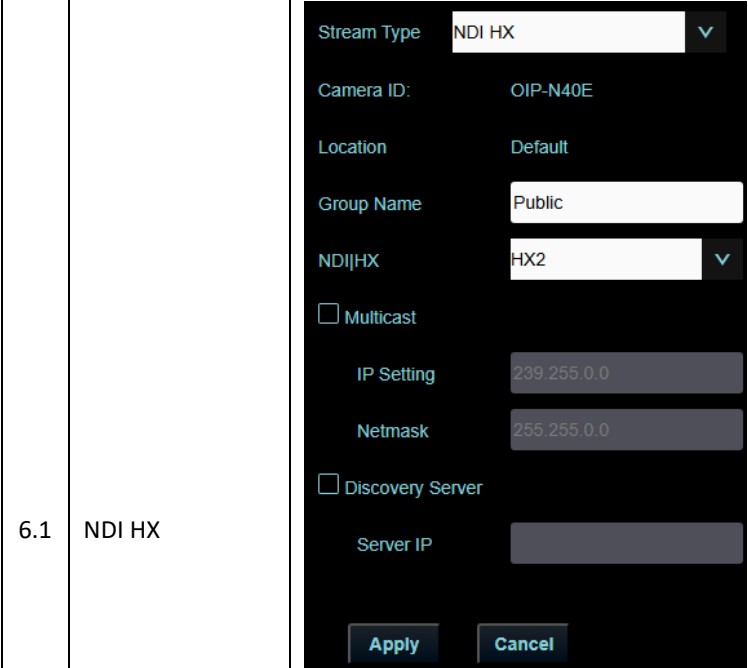 Stream Type NDI HX
Camera ID: OIP-N40E
Location Default
Group Name Public
NDI|HX HX2
Multicast
IP Setting 239.255.0.0
Netmask 255.255.0.0
Discovery Server
6.1 NDI HX
Server IP
Apply Cancel